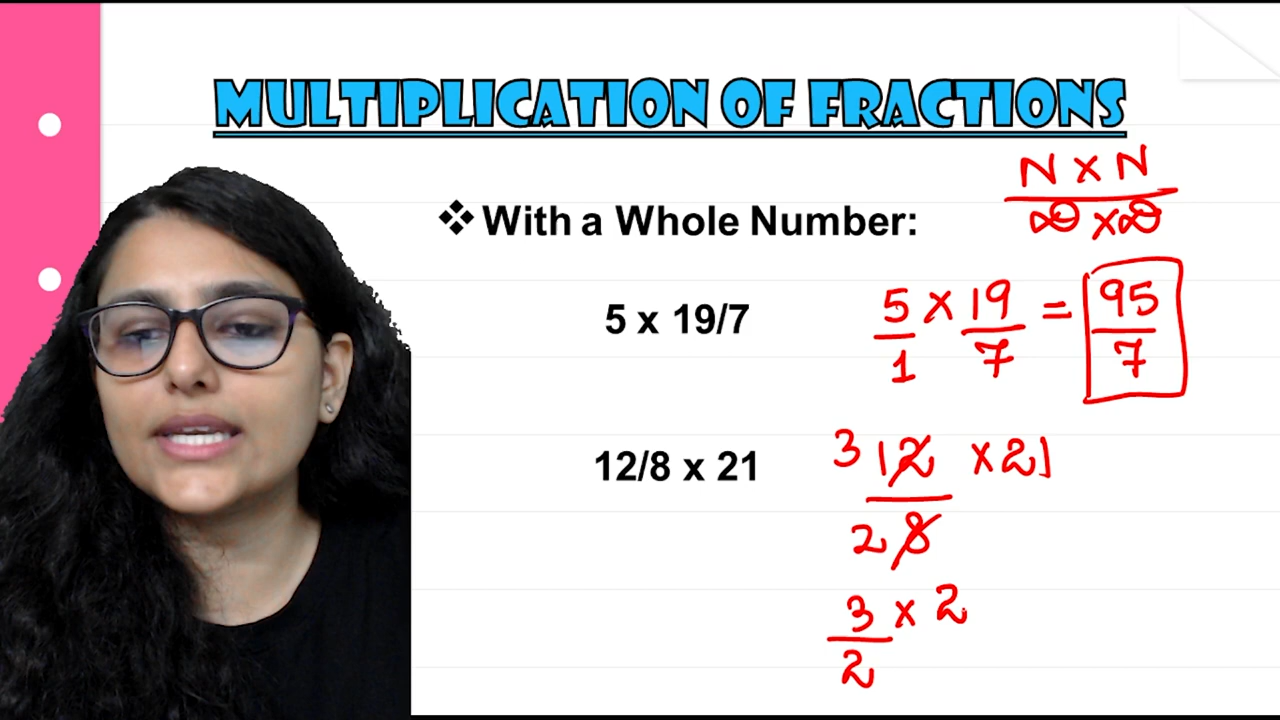 MULTIPLICATION OF FRACTIONS
N x N
❖ With a Whole Number:
D x D
5 x 19/7
5/1 x 19/7 = 95/7
12/8 x 21
3 12/2 8 x 21
3/2 x 2